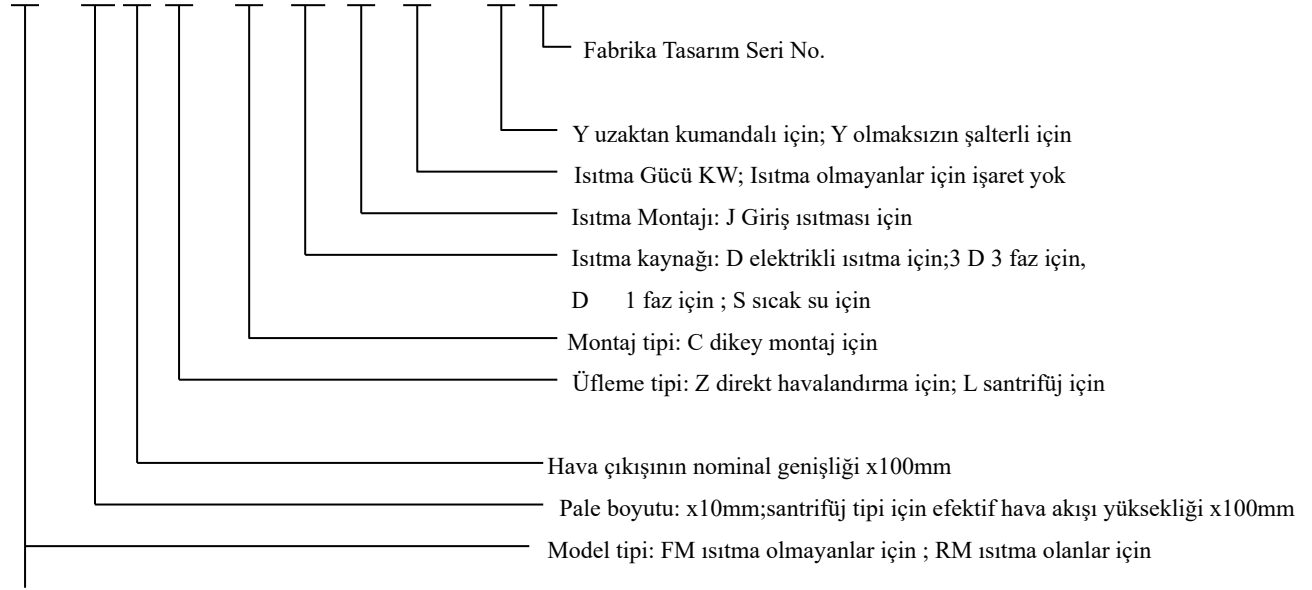 Fabrika Tasarım Seri No.
Y uzaktan kumandalı için; Y olmaksızın şalterli için
Isıtma Gücü KW; Isıtma olmayanlar için işaret yok
Isıtma Montajı: J Giriş ısıtması için
Isıtma kaynağı: D elektrikli ısıtma için;3 D 3 faz için,
D 1 faz için ; S sıcak su için
Montaj tipi: C dikey montaj için
Üfleme tipi: Z direkt havalandırma için; L santrifüj için
Hava çıkışının nominal genişliği x100mm
Pale boyutu: x10mm;santrifüj tipi için efektif hava akışı yüksekliği x100mm
Model tipi: FM ısıtma olmayanlar için ; RM ısıtma olanlar için